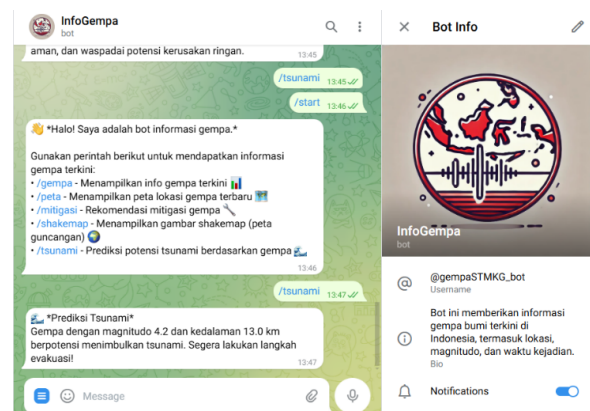 InfoGempa
bot
aman, dan waspadai potensi kerusakan ringan.
13:45
/tsunami 13:45
/start 13:46
👋 *Halo! Saya adalah bot informasi gempa.*
Gunakan perintah berikut untuk mendapatkan informasi
gempa terkini:
• /gempa - Menampilkan info gempa terkini 📊
• /peta - Menampilkan peta lokasi gempa terbaru 🗺️
• /mitigasi - Rekomendasi mitigasi gempa 🔧
• /shakemap - Menampilkan gambar shakemap (peta
guncangan) 🌍
• /tsunami - Prediksi potensi tsunami berdasarkan gempa 🌊
13:46
/tsunami 13:47
🌊 *Prediksi Tsunami*
Gempa dengan magnitudo 4.2 dan kedalaman 13.0 km
berpotensi menimbulkan tsunami. Segera lakukan langkah
evakuasi!
13:47
Message
Bot Info
InfoGempa
bot
@gempaSTMKG_bot
Username
Bot ini memberikan informasi
gempa bumi terkini di
Indonesia, termasuk lokasi,
magnitudo, dan waktu kejadian.
Bio
Notifications